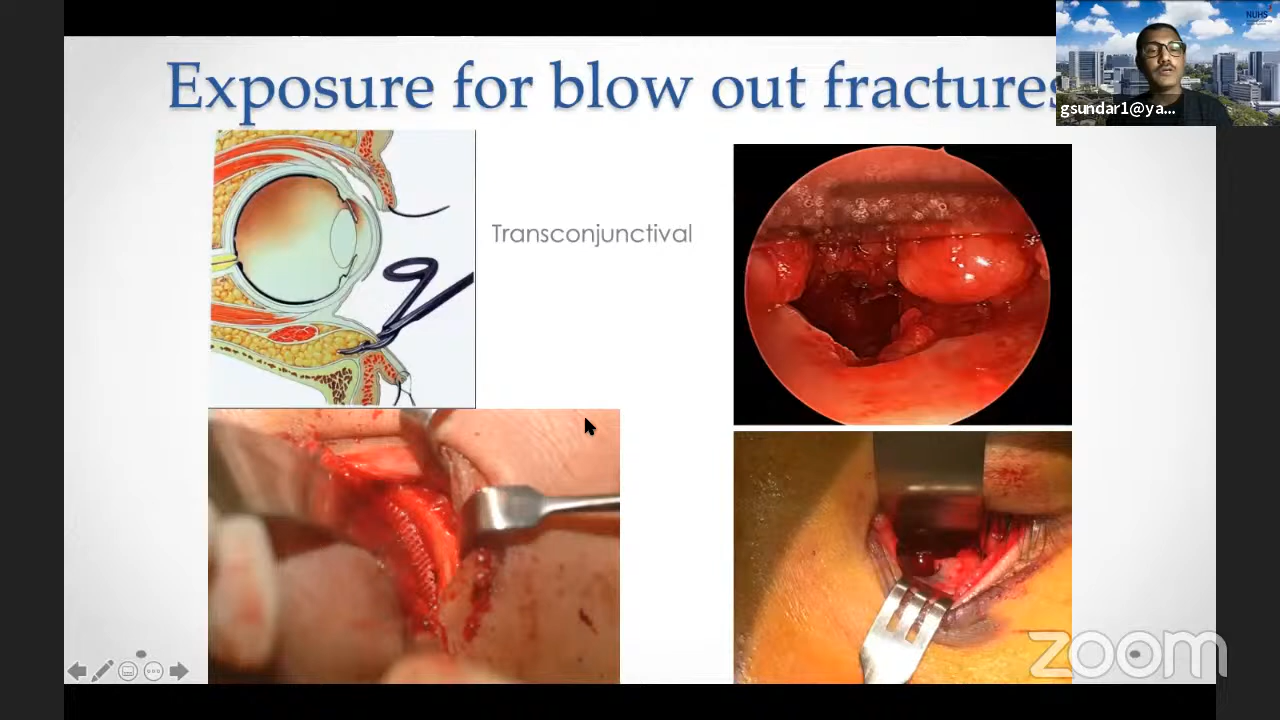 Exposure for blow out fractures
NUHS
gsundar1@ya...
Transconjunctival
zoom